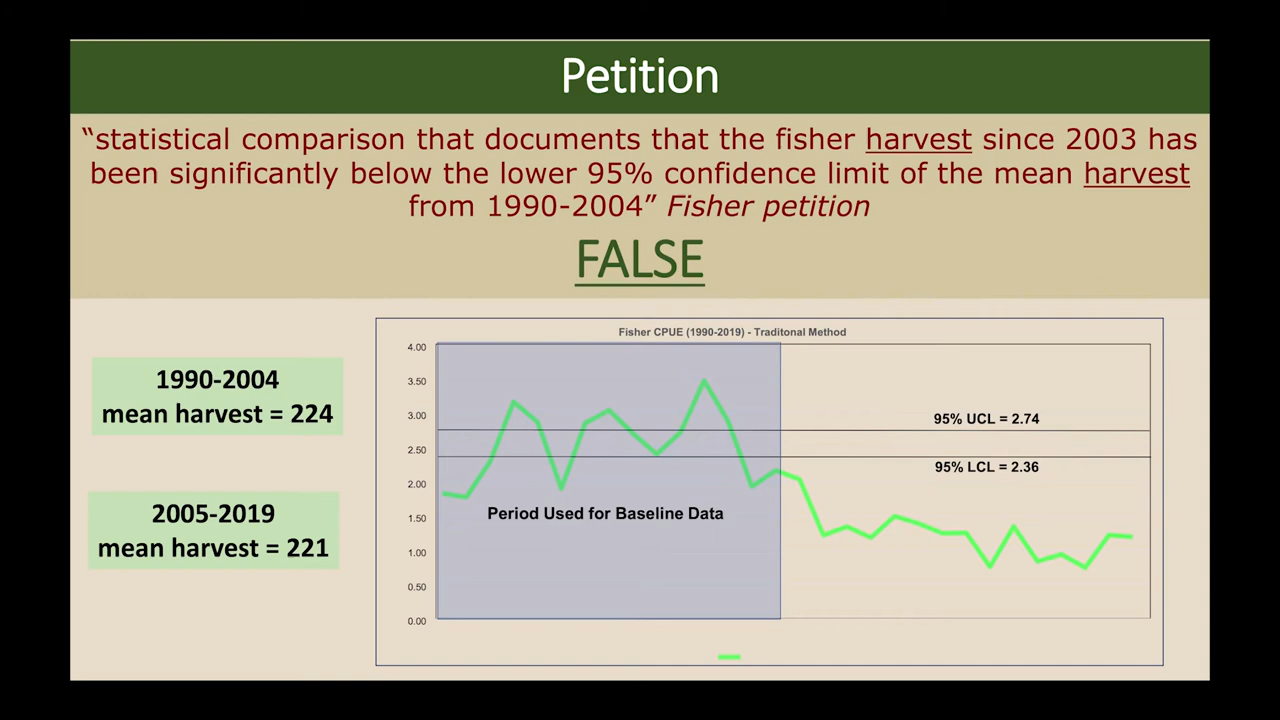 Petition
“statistical comparison that documents that the fisher harvest since 2003 has
been significantly below the lower 95% confidence limit of the mean harvest
from 1990-2004” Fisher petition
FALSE
1990-2004
mean harvest = 224
2005-2019
mean harvest = 221
Fisher CPUE (1990-2019) - Traditonal Method
4.00
3.50
3.00
2.50
2.00
1.50
1.00
0.50
0.00
95% UCL = 2.74
95% LCL = 2.36
Period Used for Baseline Data